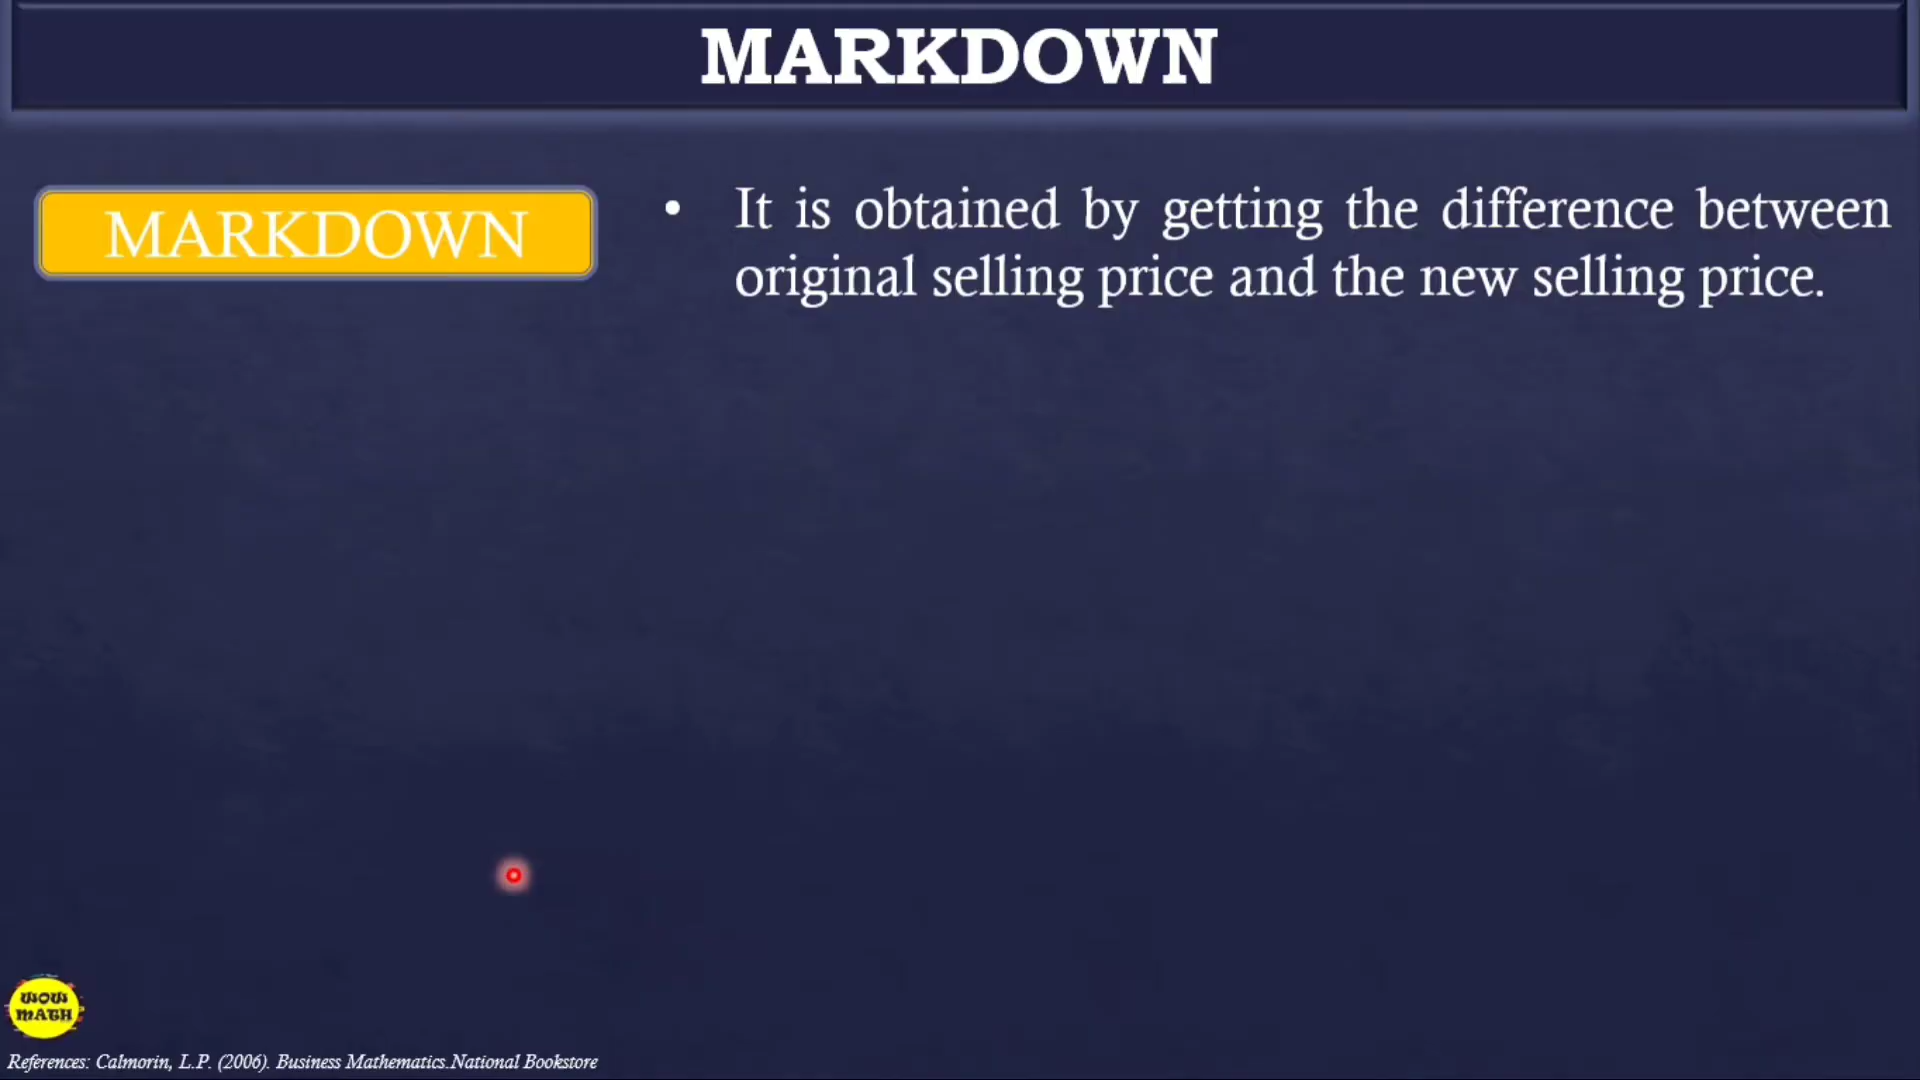 MARKDOWN
MARKDOWN
• It is obtained by getting the difference between
original selling price and the new selling price.
WOW
MATH
References: Calmorin, L.P. (2006). Business Mathematics.National Bookstore